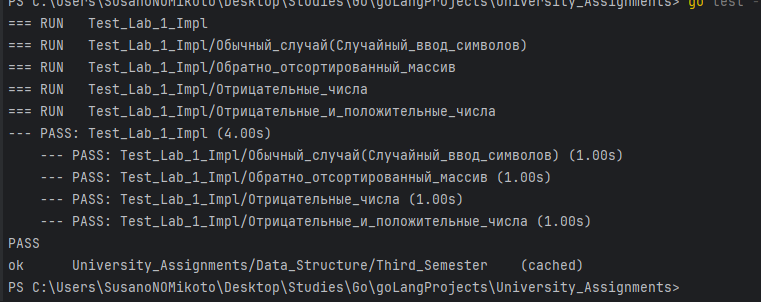 PS C:\Users\SusanoNOMikoto\Desktop\Studies\Go\goLangProjects\University_Assignments> go test -
=== RUN   Test_Lab_1_Impl
=== RUN   Test_Lab_1_Impl/Обычный_случай(Случайный_ввод_символов)
=== RUN   Test_Lab_1_Impl/Обратно_отсортированный_массив
=== RUN   Test_Lab_1_Impl/Отрицательные_числа
=== RUN   Test_Lab_1_Impl/Отрицательные_и_положительные_числа
--- PASS: Test_Lab_1_Impl (4.00s)
    --- PASS: Test_Lab_1_Impl/Обычный_случай(Случайный_ввод_символов) (1.00s)
    --- PASS: Test_Lab_1_Impl/Обратно_отсортированный_массив (1.00s)
    --- PASS: Test_Lab_1_Impl/Отрицательные_числа (1.00s)
    --- PASS: Test_Lab_1_Impl/Отрицательные_и_положительные_числа (1.00s)
PASS
ok      University_Assignments/Data_Structure/Third_Semester    (cached)
PS C:\Users\SusanoNOMikoto\Desktop\Studies\Go\goLangProjects\University_Assignments>